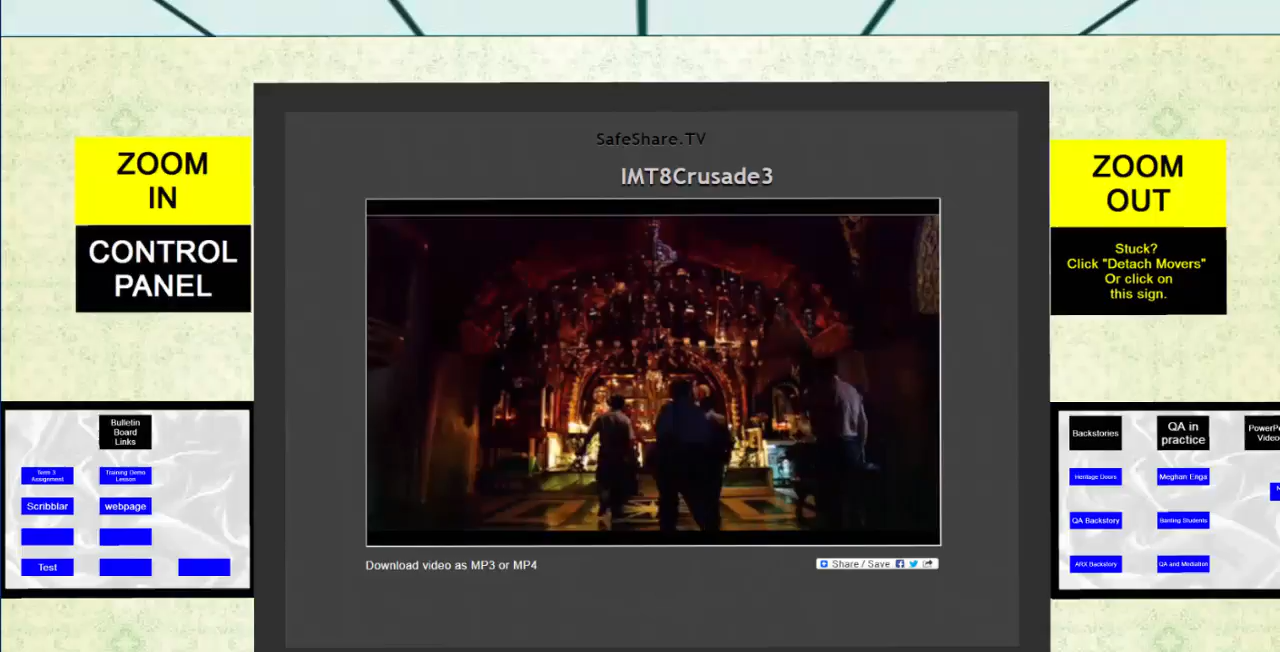 SafeShare.TV
IMT8Crusade3
ZOOM
IN
CONTROL
PANEL
ZOOM
OUT
Stuck?
Click "Detach Movers"
Or click on
this sign.
Bulletin
Board
Links
Term 3
Assignment
Training Demo
Lesson
Scribblar
webpage
Test
Download video as MP3 or MP4
Share / Save
Backstories
QA in
practice
Heritage Doors
Meghan Enga
QA Backstory
Banting Students
ARX Backstory
QA and Mediation